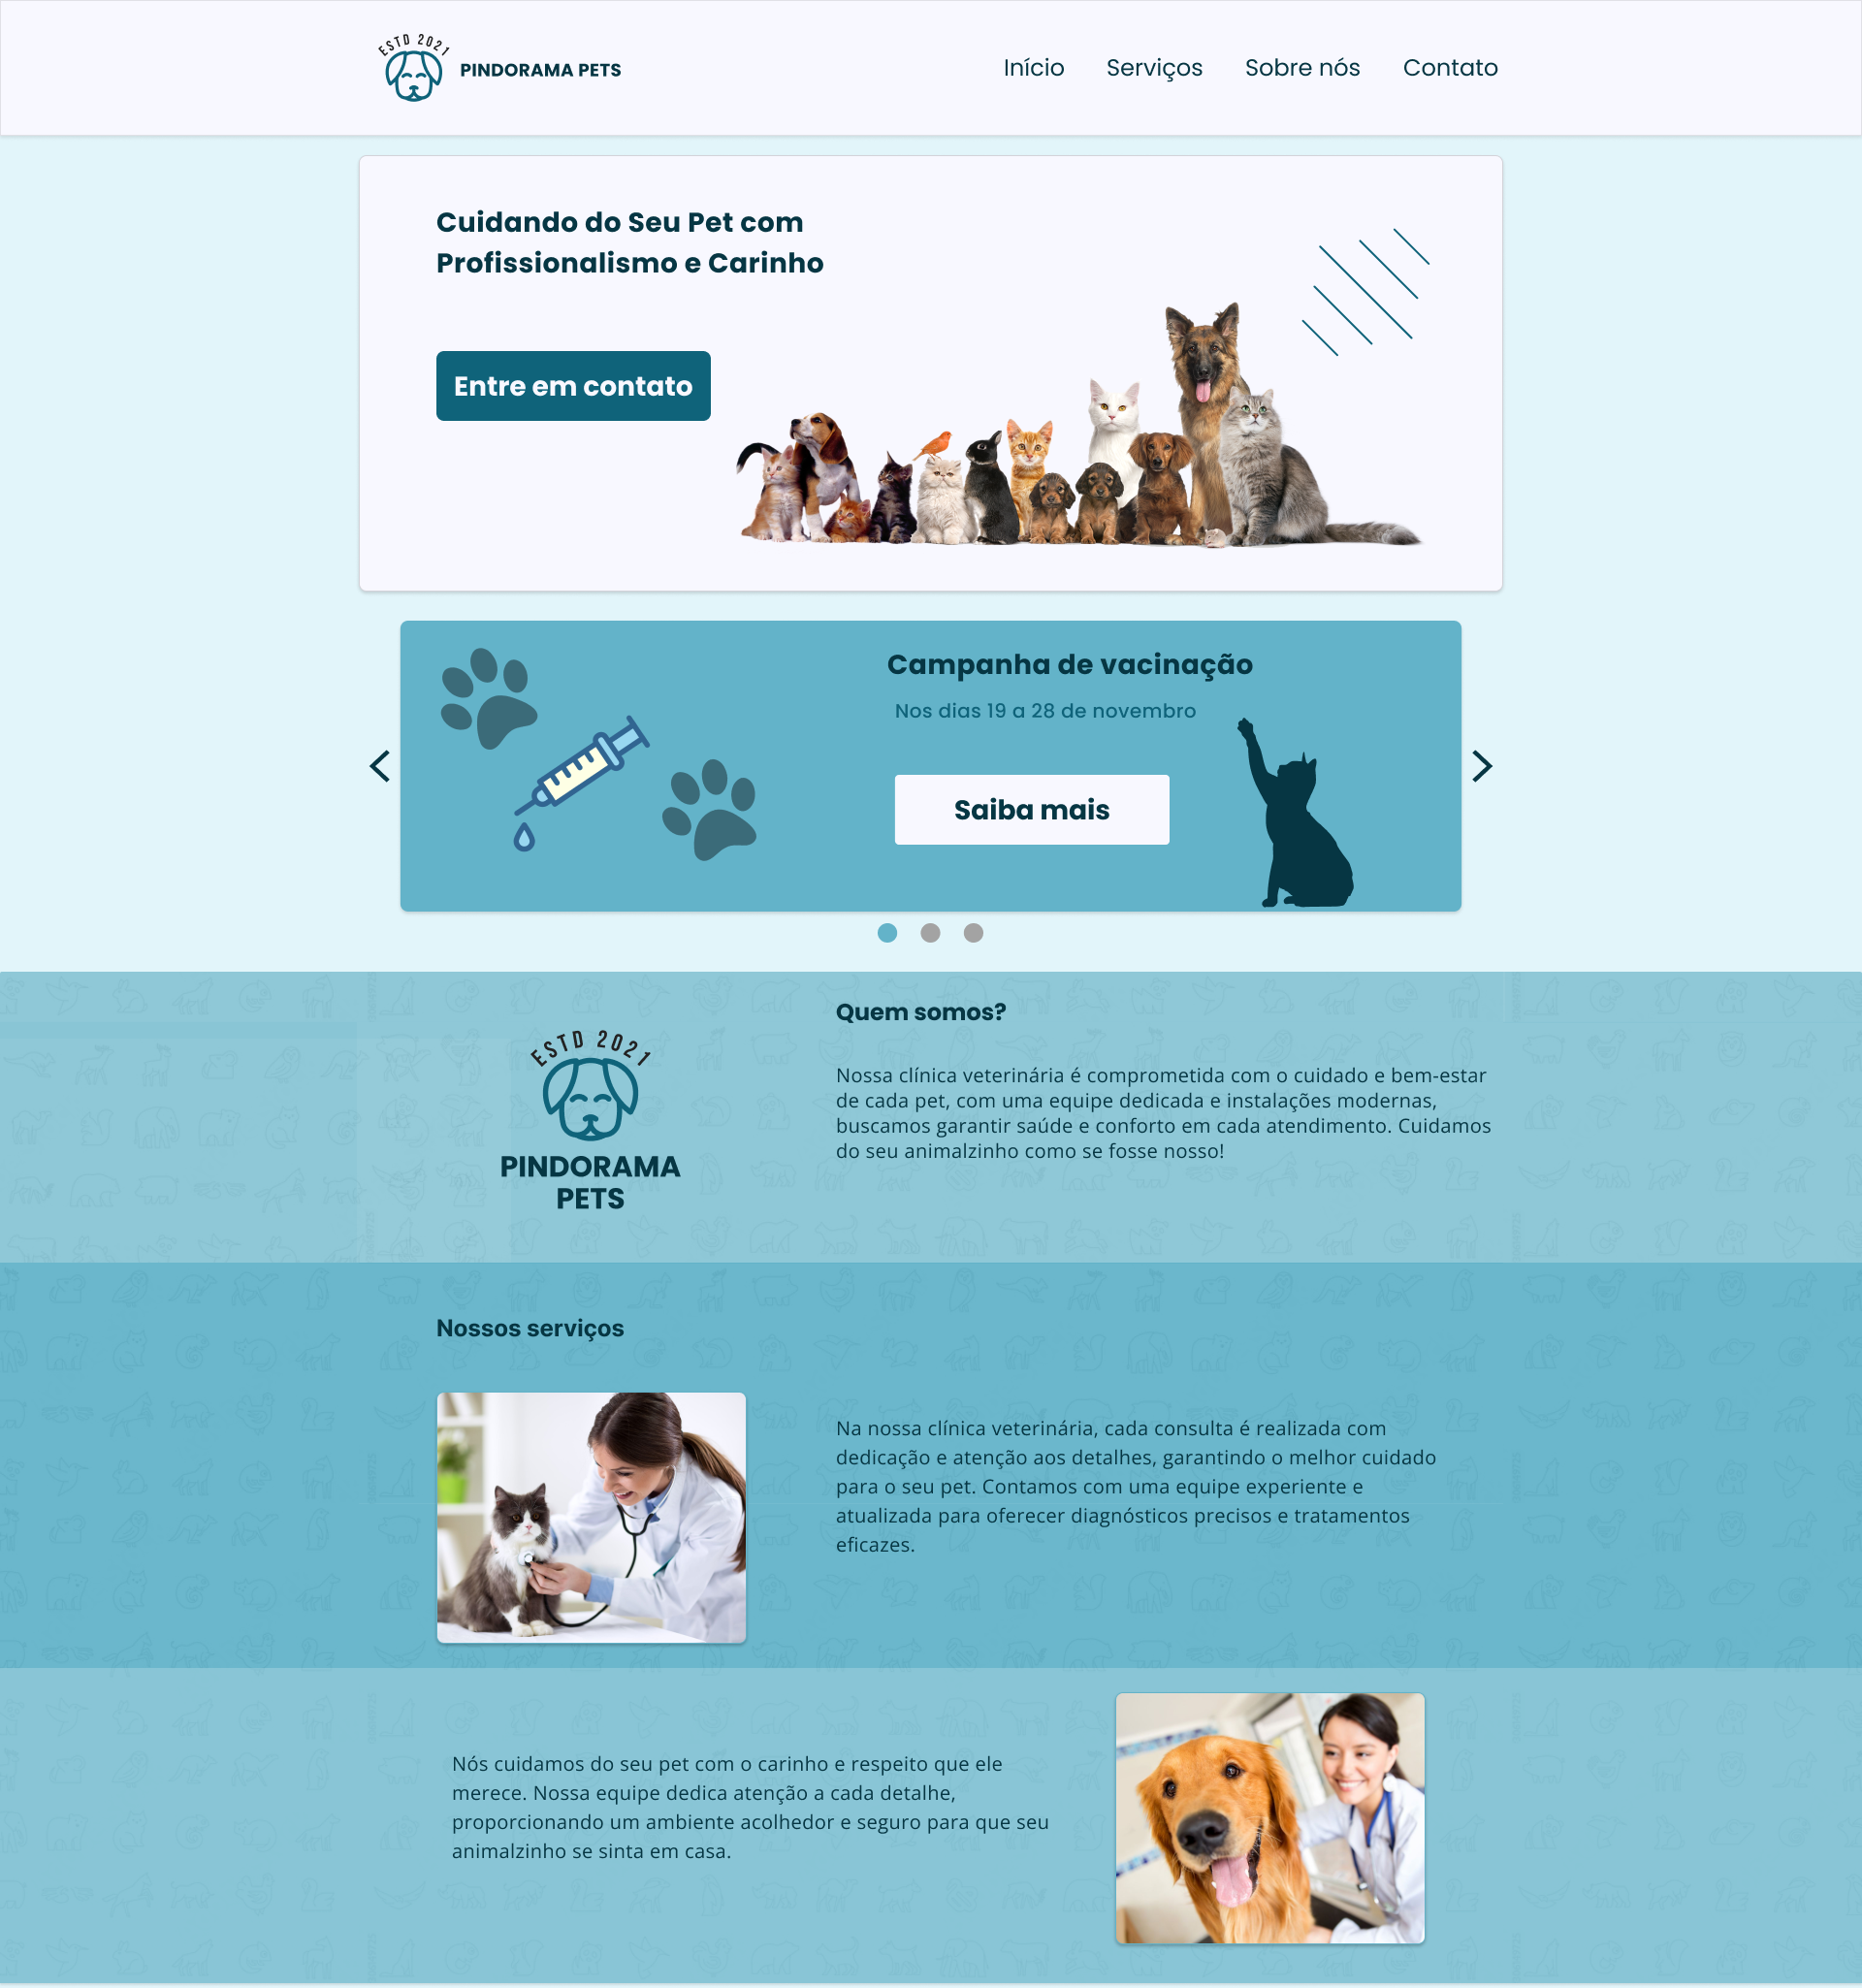 ESTD 2021
PINDORAMA PETS
Início
Serviços
Sobre nós
Contato
Cuidando do Seu Pet com
Profissionalismo e Carinho
Entre em contato
Campanha de vacinação
Nos dias 19 a 28 de novembro
Saiba mais
ESTD 2021
PINDORAMA
PETS
Quem somos?
Nossa clínica veterinária é comprometida com o cuidado e bem-estar
de cada pet, com uma equipe dedicada e instalações modernas,
buscamos garantir saúde e conforto em cada atendimento. Cuidamos
do seu animalzinho como se fosse nosso!
Nossos serviços
Na nossa clínica veterinária, cada consulta é realizada com
dedicação e atenção aos detalhes, garantindo o melhor cuidado
para o seu pet. Contamos com uma equipe experiente e
atualizada para oferecer diagnósticos precisos e tratamentos
eficazes.
Nós cuidamos do seu pet com o carinho e respeito que ele
merece. Nossa equipe dedica atenção a cada detalhe,
proporcionando um ambiente acolhedor e seguro para que seu
animalzinho se sinta em casa.